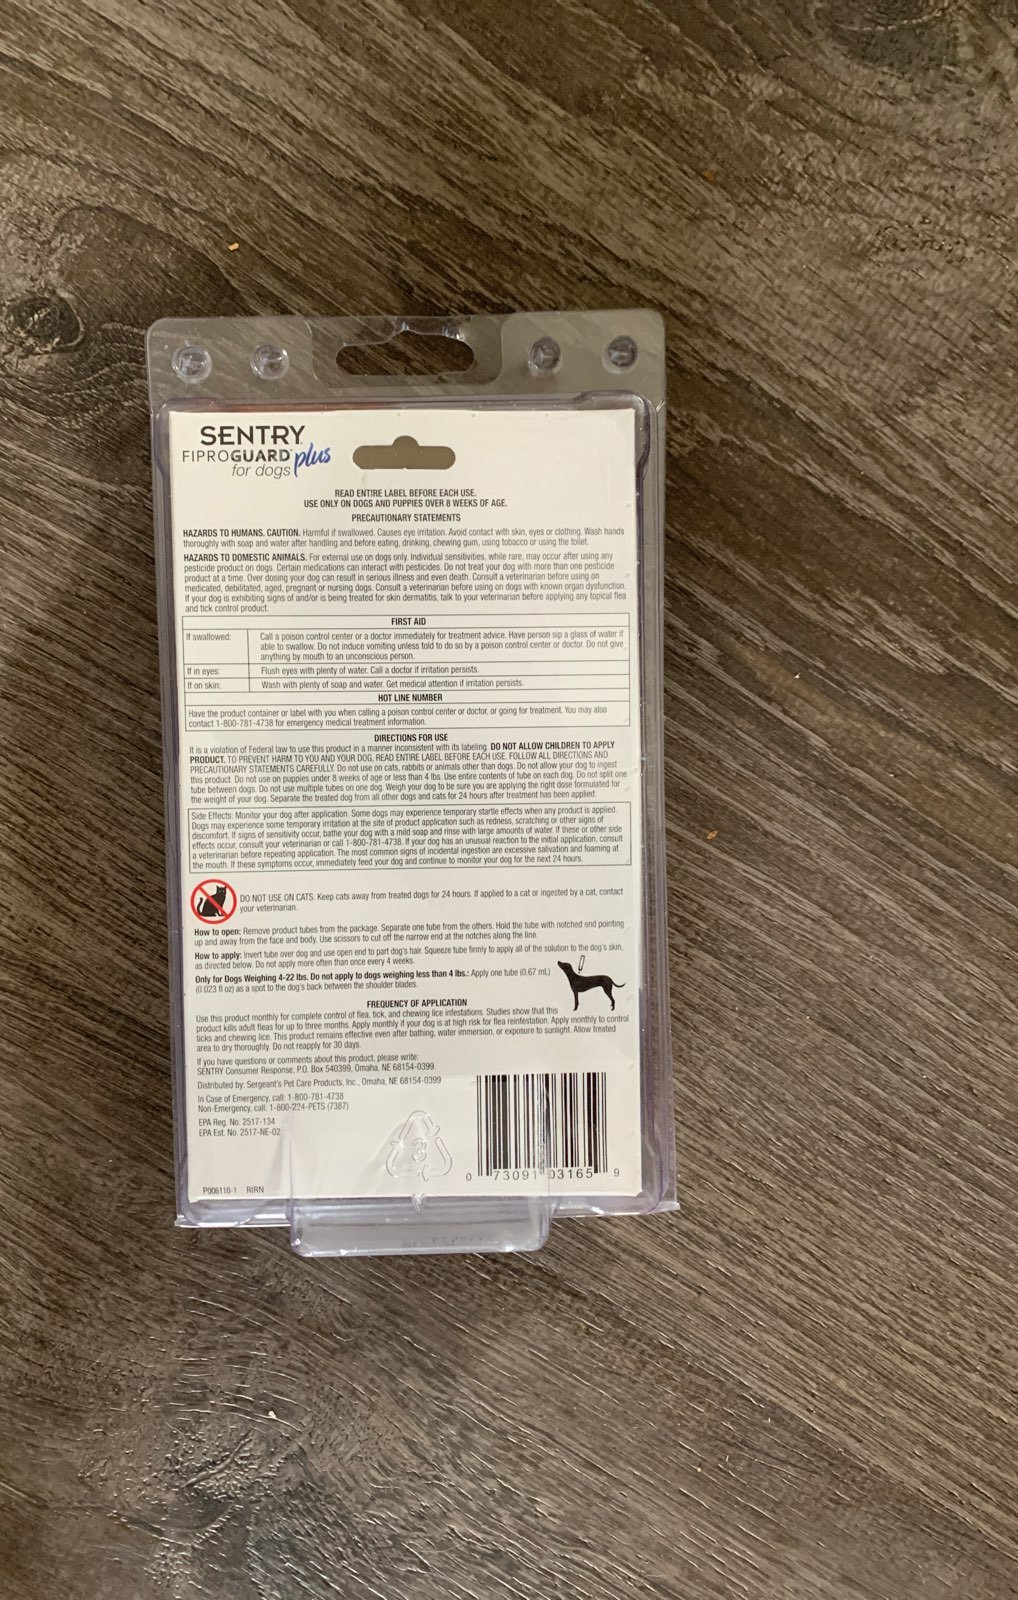 SENTRY
FIPROGUARD plus
for dogs
READ ENTIRE LABEL BEFORE EACH USE.
USE ONLY ON DOGS AND PUPPIES OVER 8 WEEKS OF AGE.
PRECAUTIONARY STATEMENTS
HAZARDS TO HUMANS. CAUTION. Harmful if swallowed. Causes eye irritation. Avoid contact with skin, eyes or clothing. Wash hands
thoroughly with soap and water after handling and before eating, drinking, chewing gum, using tobacco or using the toilet.
HAZARDS TO DOMESTIC ANIMALS. For external use on dogs only. Individual sensitivities, while rare, may occur after using any
pesticide product on dogs. Certain medications can interact with pesticides. Do not treat your dog with more than one pesticide
product at a time. Over dosing your dog can result in serious illness and even death. Consult a veterinarian before using on
medicated, debilitated, aged, pregnant or nursing dogs. Consult a veterinarian before using on dogs with known organ dysfunction.
If your dog is exhibiting signs of and/or is being treated for skin dermatitis, talk to your veterinarian before applying any topical flea
and tick control product.
FIRST AID
If swallowed: Call a poison control center or a doctor immediately for treatment advice. Have person sip a glass of water if
able to swallow. Do not induce vomiting unless told to do so by a poison control center or doctor. Do not give
anything by mouth to an unconscious person.
If in eyes: Flush eyes with plenty of water. Call a doctor if irritation persists.
If on skin: Wash with plenty of soap and water. Get medical attention if irritation persists.
HOT LINE NUMBER
Have the product container or label with you when calling a poison control center or doctor, or going for treatment. You may also
contact 1-800-781-4738 for emergency medical treatment information.
DIRECTIONS FOR USE
It is a violation of Federal law to use this product in a manner inconsistent with its labeling. DO NOT ALLOW CHILDREN TO APPLY
PRODUCT. TO PREVENT HARM TO YOU AND YOUR DOG, READ ENTIRE LABEL BEFORE EACH USE. FOLLOW ALL DIRECTIONS AND
PRECAUTIONARY STATEMENTS CAREFULLY. Do not use on cats, rabbits or animals other than dogs. Do not allow your dog to ingest
this product. Do not use on puppies under 8 weeks of age or less than 4 lbs. Use entire contents of tube on each dog. Do not split one
tube between dogs. Do not use multiple tubes on one dog. Weigh your dog to be sure you are applying the right dose formulated for
the weight of your dog. Separate the treated dog from all other dogs and cats for 24 hours after treatment has been applied.
Side Effects: Monitor your dog after application. Some dogs may experience temporary startle effects when any product is applied.
Dogs may experience some temporary irritation at the site of product application such as redness, scratching or other signs of
discomfort. If signs of sensitivity occur, bathe your dog with a mild soap and rinse with large amounts of water. If these or other side
effects occur, consult your veterinarian or call 1-800-781-4738. If your dog has an unusual reaction to the initial application, consult
a veterinarian before repeating application. The most common signs of incidental ingestion are excessive salivation and foaming at
the mouth. If these symptoms occur, immediately feed your dog and continue to monitor your dog for the next 24 hours.
DO NOT USE ON CATS. Keep cats away from treated dogs for 24 hours. If applied to a cat or ingested by a cat, contact
your veterinarian.
How to open: Remove product tubes from the package. Separate one tube from the others. Hold the tube with notched end pointing
up and away from the face and body. Use scissors to cut off the narrow end at the notches along the line.
How to apply: Invert tube over dog and use open end to part dog's hair. Squeeze tube firmly to apply all of the solution to the dog's skin,
as directed below. Do not apply more often than once every 4 weeks.
Only for Dogs Weighing 4-22 lbs. Do not apply to dogs weighing less than 4 lbs.: Apply one tube (0.67 mL)
(0.023 fl oz) as a spot to the dog's back between the shoulder blades.
FREQUENCY OF APPLICATION
Use this product monthly for complete control of flea, tick, and chewing lice infestations. Studies show that this
product kills adult fleas for up to three months. Apply monthly if your dog is at high risk for flea reinfestation. Apply monthly to control
ticks and chewing lice. This product remains effective even after bathing, water immersion, or exposure to sunlight. Allow treated
area to dry thoroughly. Do not reapply for 30 days.
If you have questions or comments about this product, please write:
SENTRY Consumer Response, P.O. Box 540399, Omaha, NE 68154-0399.
Distributed by: Sergeant's Pet Care Products, Inc., Omaha, NE 68154-0399
In Case of Emergency, call: 1-800-781-4738
Non-Emergency, call: 1-800-224-PETS (7387)
EPA Reg. No. 2517-134
EPA Est. No. 2517-NE-02
3
0 73091 03165 9
P006110-1 RIRN